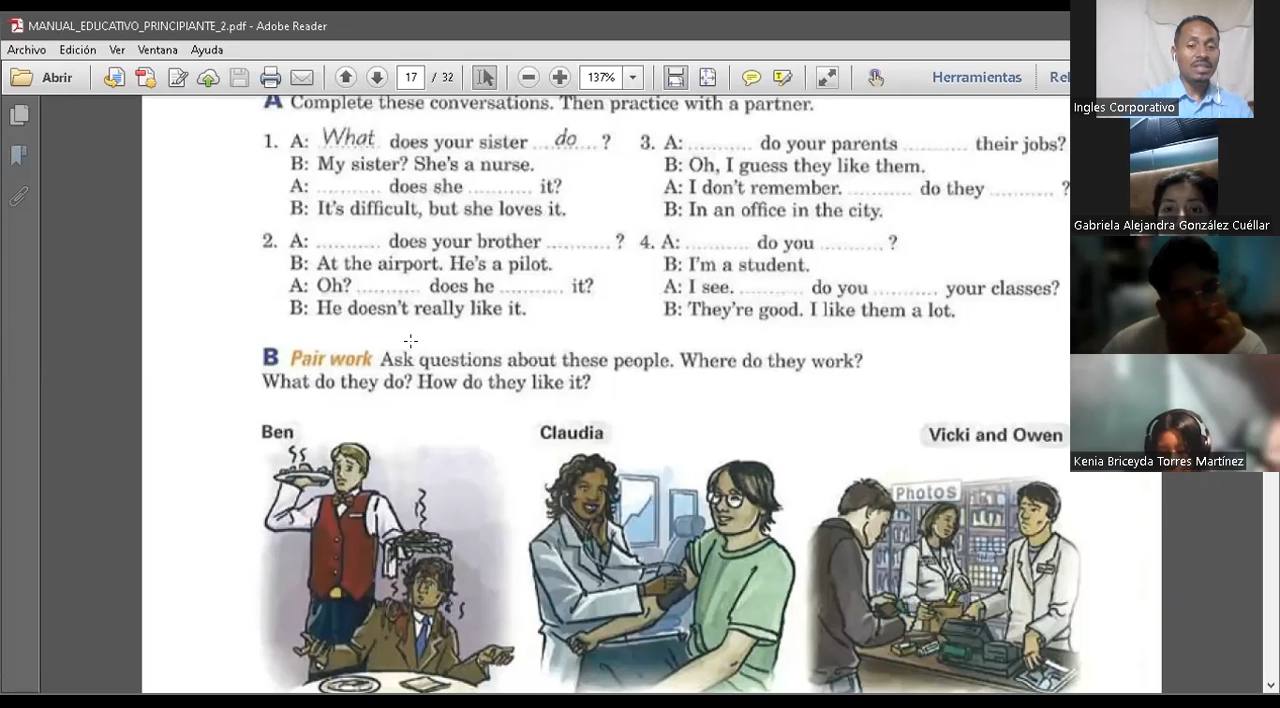 MANUAL_EDUCATIVO_PRINCIPIANTE_2.pdf - Adobe Reader
Archivo Edición Ver Ventana Ayuda
Abrir 17 / 32 137% Herramientas Rel
A Complete these conversations. Then practice with a partner.
1. A: What does your sister do ?
B: My sister? She's a nurse.
A: .......... does she .......... it?
B: It's difficult, but she loves it.
2. A: .......... does your brother .......... ?
B: At the airport. He's a pilot.
A: Oh? .......... does he .......... it?
B: He doesn't really like it.
3. A: .......... do your parents .......... their jobs?
B: Oh, I guess they like them.
A: I don't remember. .......... do they .......... ?
B: In an office in the city.
4. A: .......... do you .......... ?
B: I'm a student.
A: I see. .......... do you .......... your classes?
B: They're good. I like them a lot.
B Pair work Ask questions about these people. Where do they work?
What do they do? How do they like it?
Ben Claudia Vicki and Owen
Photos
Ingles Corporativo
Gabriela Alejandra González Cuéllar
Kenia Briceyda Torres Martínez